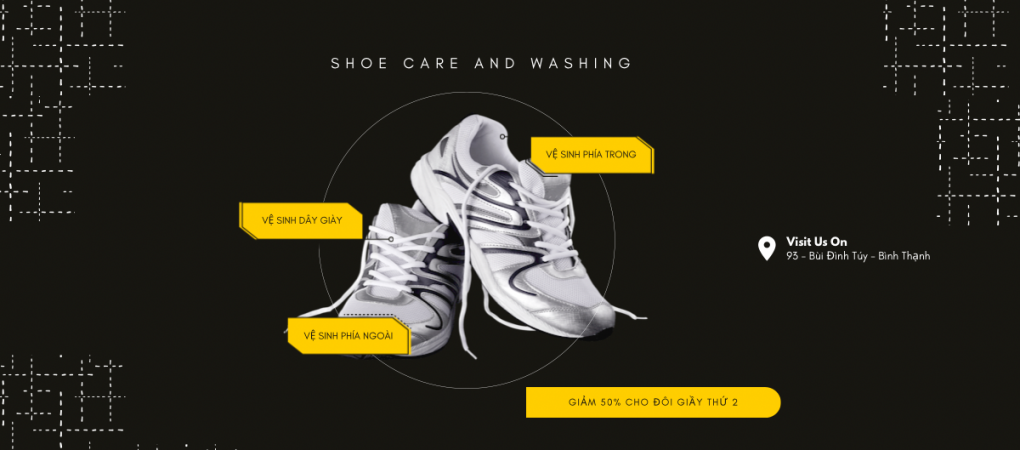 SHOE CARE AND WASHING
VỆ SINH PHÍA TRONG
VỆ SINH DÂY GIÀY
Visit Us On
93 - Bùi Đình Túy - Bình Thạnh
VỆ SINH PHÍA NGOÀI
GIẢM 50% CHO ĐÔI GIẦY THỨ 2